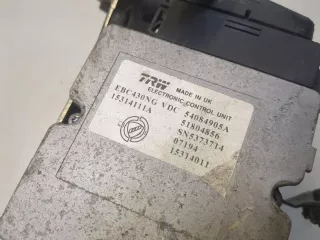 TRW
MADE IN UK
ELECTRONIC CONTROL UNIT
EBC430NG VDC 54084905A
15314111A 51804856
SN5373714
07194
15314011